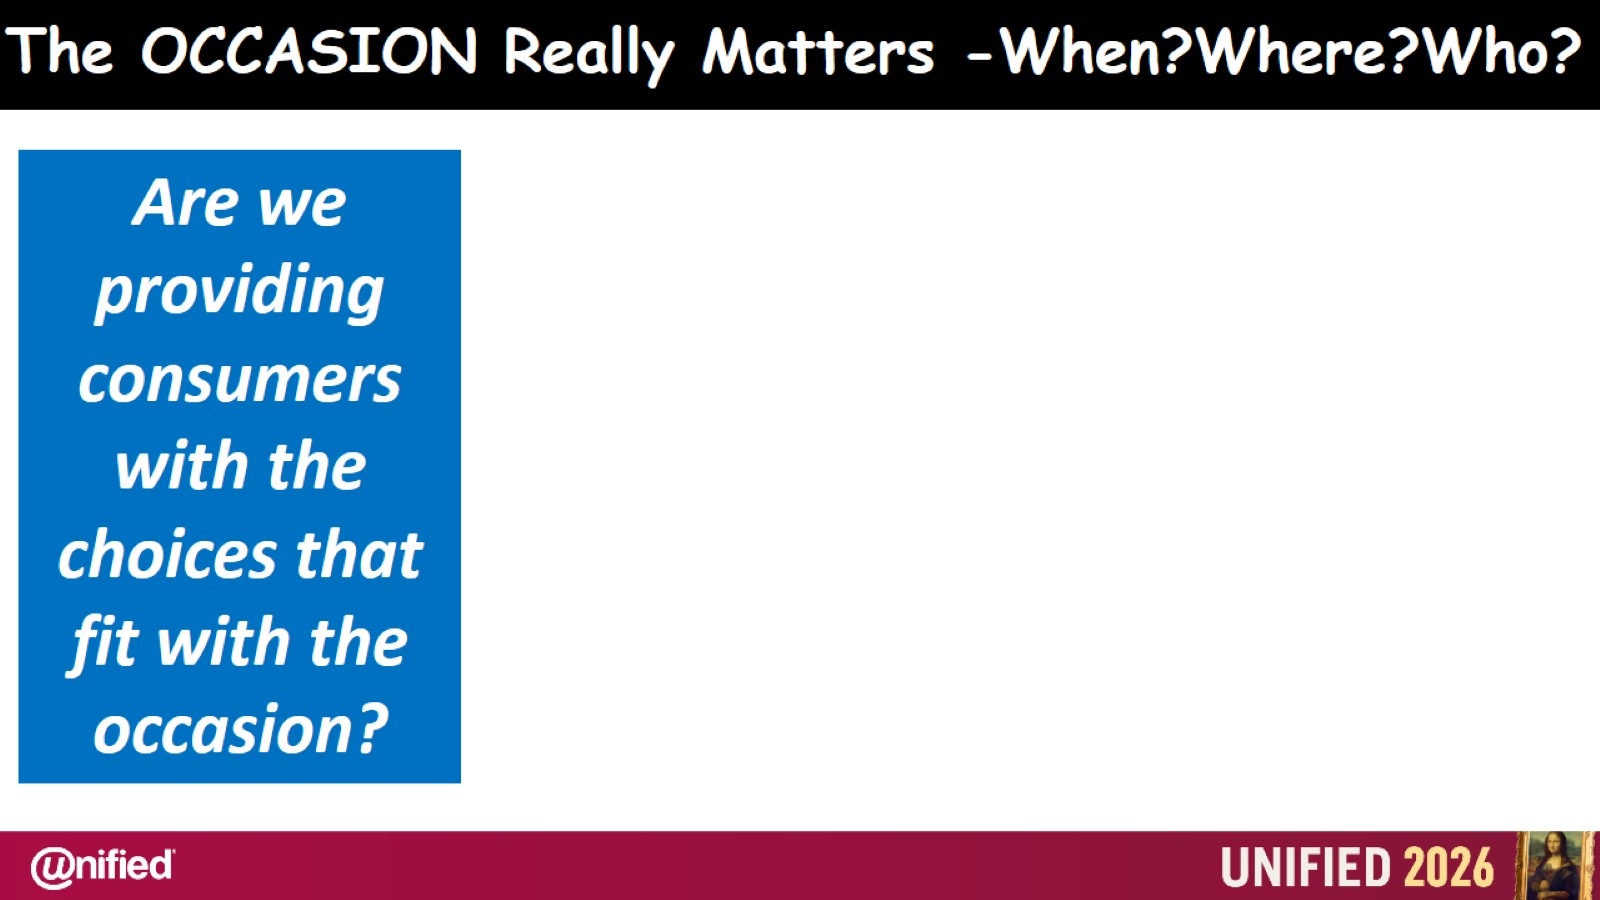 The OCCASION Really Matters -When?Where?Who?
Are we
providing
consumers
with the
choices that
fit with the
occasion?
@unified
UNIFIED 2026